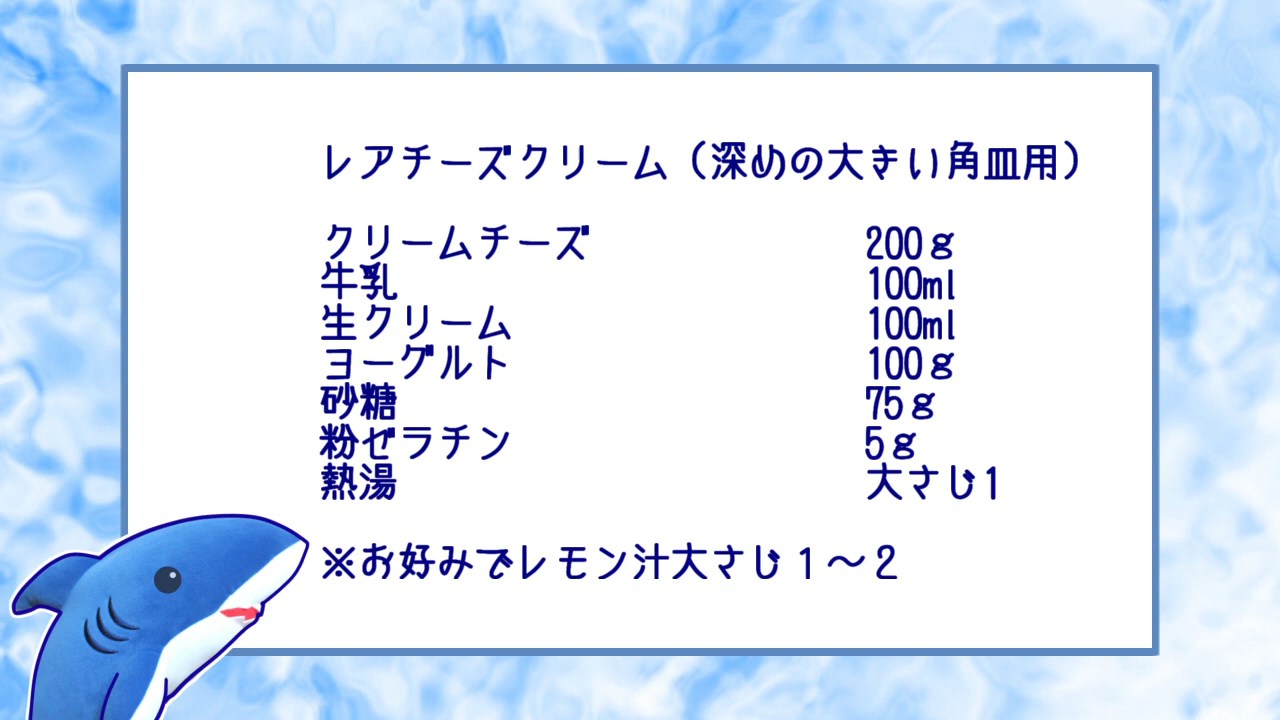 レアチーズクリーム（深めの大きい角皿用）
クリームチーズ 200ｇ
牛乳 100ml
生クリーム 100ml
ヨーグルト 100ｇ
砂糖 75ｇ
粉ゼラチン 5ｇ
熱湯 大さじ1
※お好みでレモン汁大さじ１～２